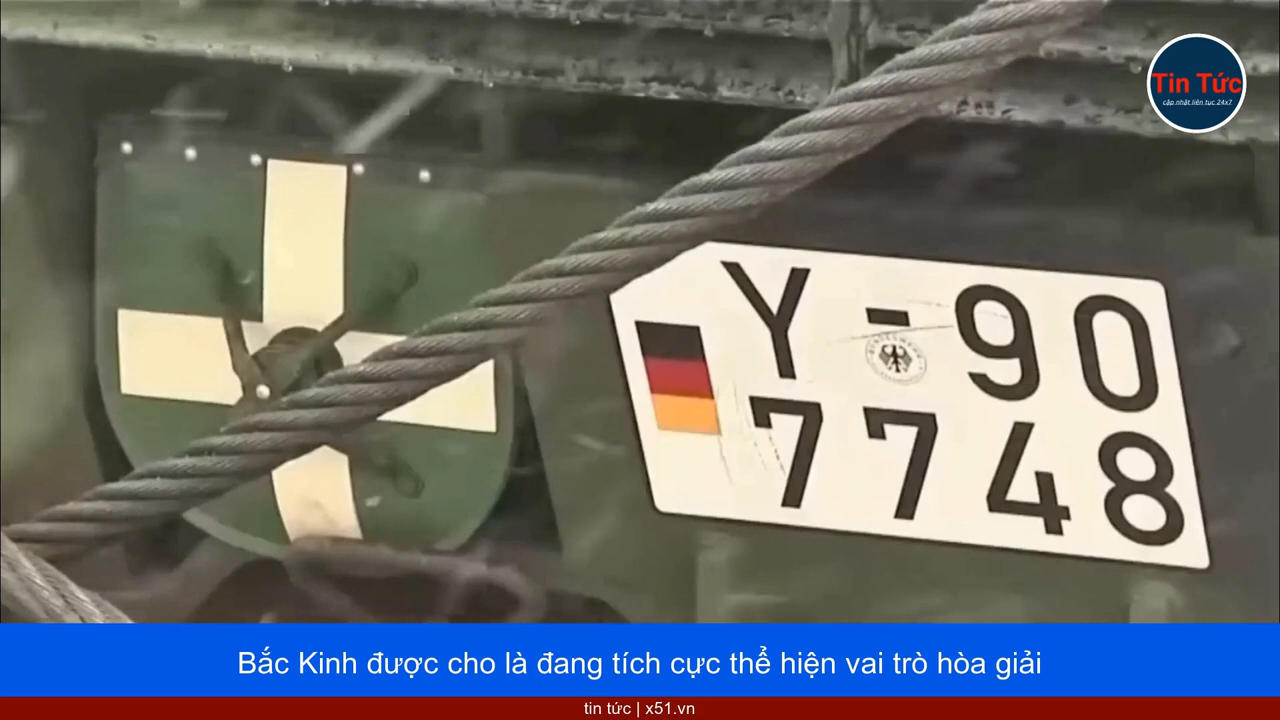 Tin Tức
cập nhật liên tục 24x7
Y - 90
7748
Bắc Kinh được cho là đang tích cực thể hiện vai trò hòa giải
tin tức | x51.vn